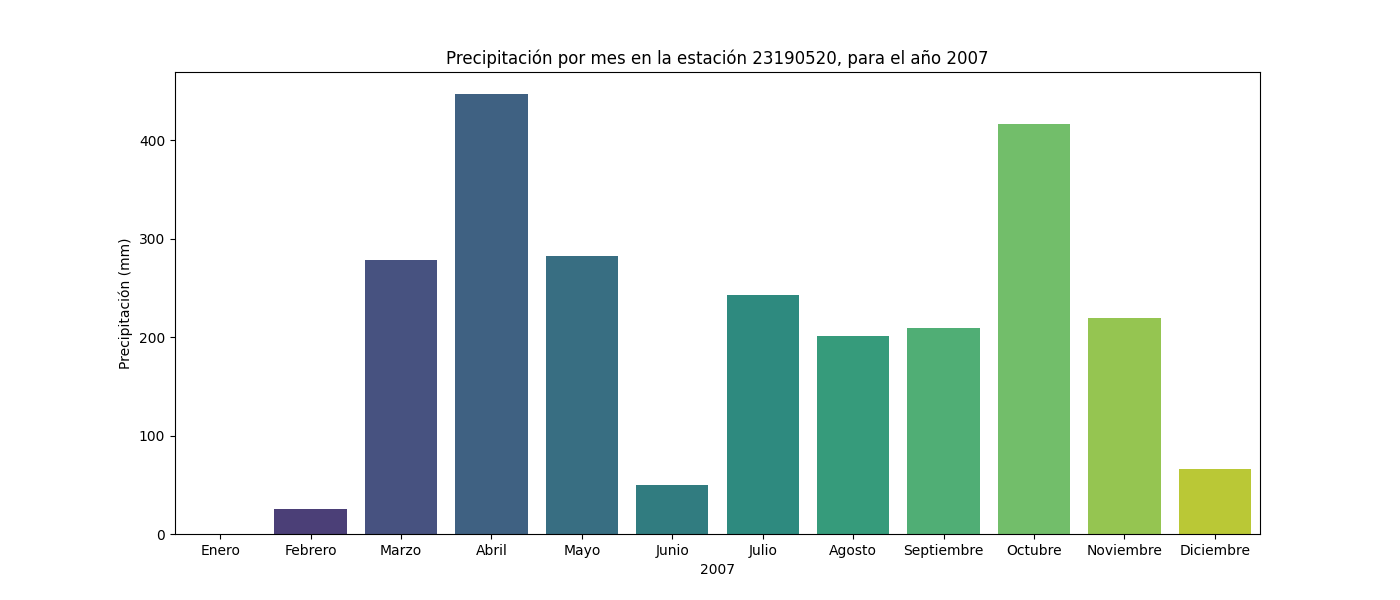 Precipitación por mes en la estación 23190520, para el año 2007
Precipitación (mm)
400
300
200
100
0
Enero Febrero Marzo Abril Mayo Junio Julio Agosto Septiembre Octubre Noviembre Diciembre
2007